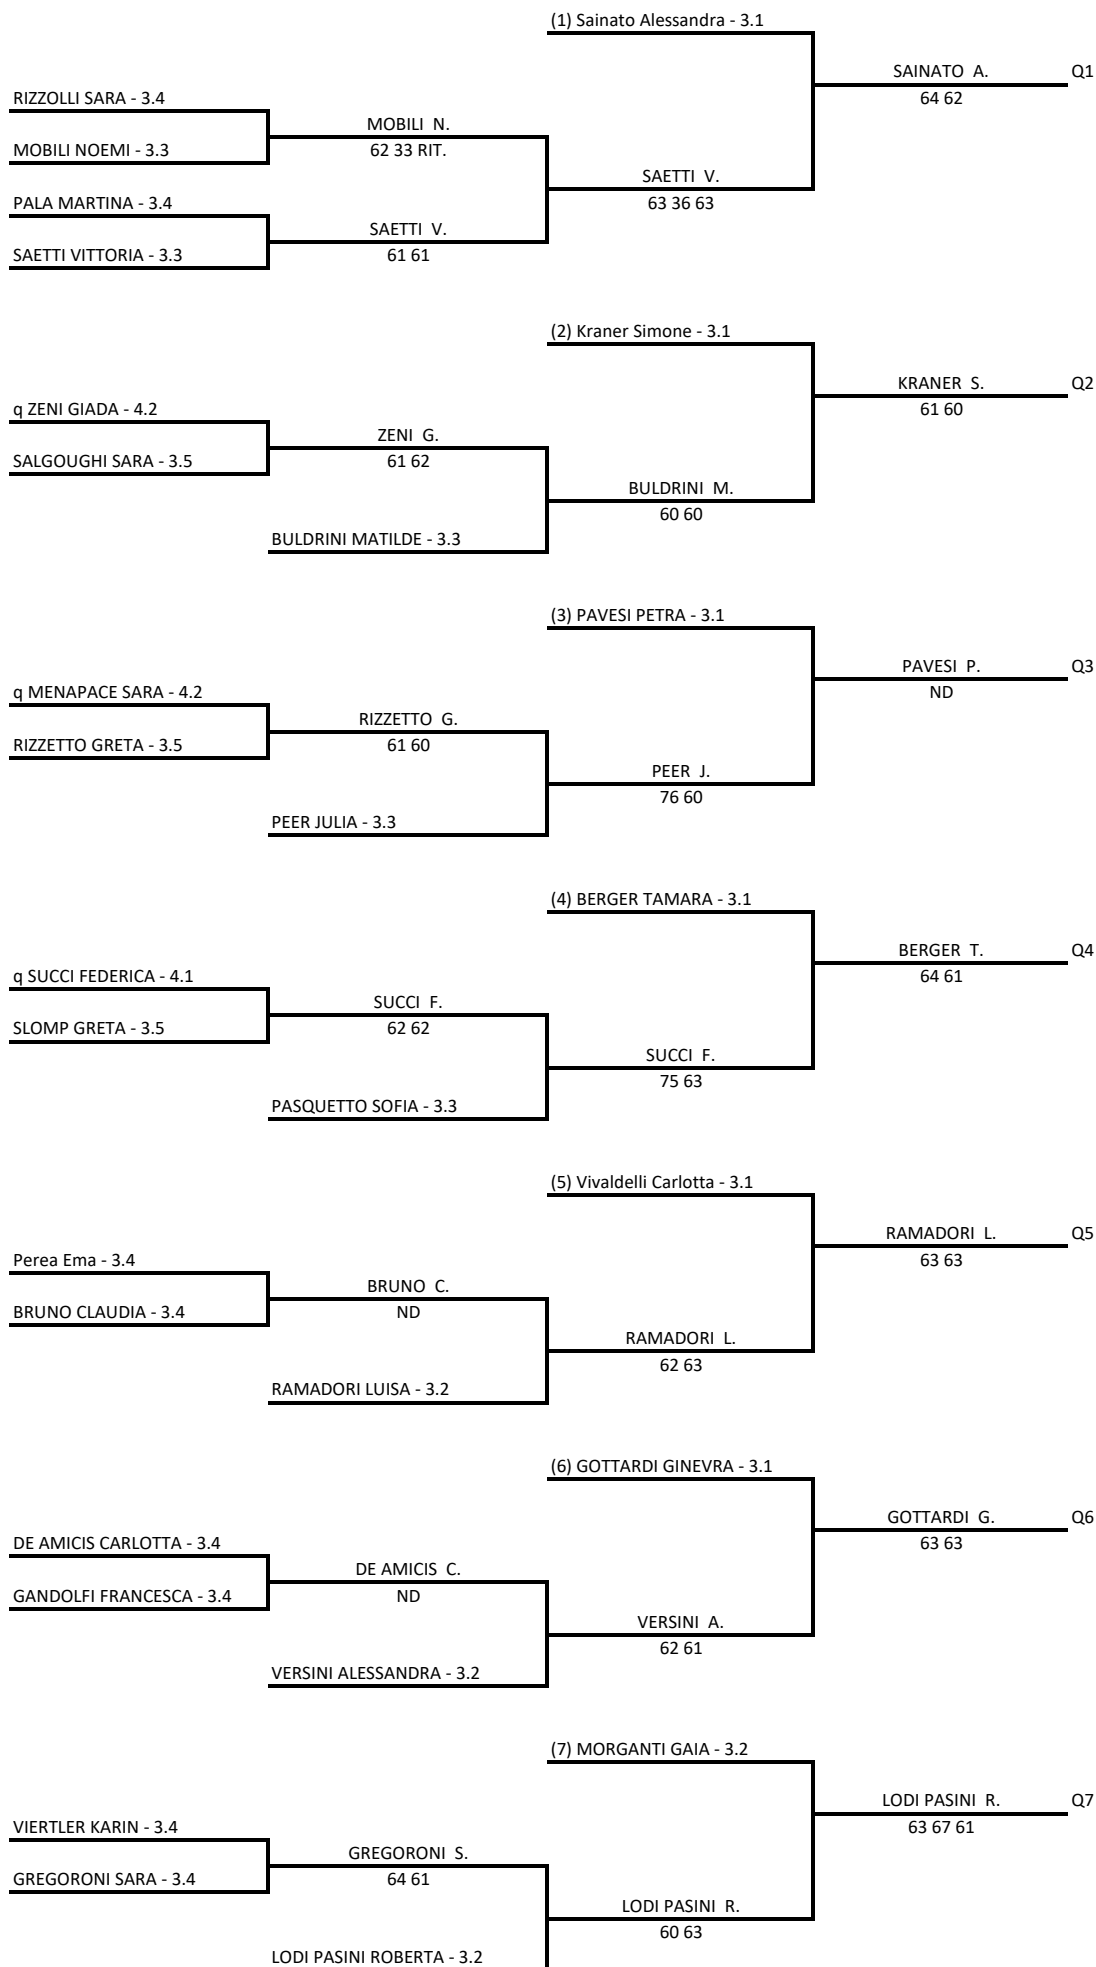 (1) Sainato Alessandra - 3.1
SAINATO A.
Q1
64 62
RIZZOLLI SARA - 3.4
MOBILI N.
62 33 RIT.
MOBILI NOEMI - 3.3
SAETTI V.
63 36 63
PALA MARTINA - 3.4
SAETTI V.
61 61
SAETTI VITTORIA - 3.3
(2) Kraner Simone - 3.1
KRANER S.
Q2
61 60
q ZENI GIADA - 4.2
ZENI G.
61 62
SALGOUGHI SARA - 3.5
BULDRINI M.
60 60
BULDRINI MATILDE - 3.3
(3) PAVESI PETRA - 3.1
PAVESI P.
Q3
ND
q MENAPACE SARA - 4.2
RIZZETTO G.
61 60
RIZZETTO GRETA - 3.5
PEER J.
76 60
PEER JULIA - 3.3
(4) BERGER TAMARA - 3.1
BERGER T.
Q4
64 61
q SUCCI FEDERICA - 4.1
SUCCI F.
62 62
SLOMP GRETA - 3.5
SUCCI F.
75 63
PASQUETTO SOFIA - 3.3
(5) Vivaldelli Carlotta - 3.1
RAMADORI L.
Q5
63 63
Perea Ema - 3.4
BRUNO C.
ND
BRUNO CLAUDIA - 3.4
RAMADORI L.
62 63
RAMADORI LUISA - 3.2
(6) GOTTARDI GINEVRA - 3.1
GOTTARDI G.
Q6
63 63
DE AMICIS CARLOTTA - 3.4
DE AMICIS C.
ND
GANDOLFI FRANCESCA - 3.4
VERSINI A.
62 61
VERSINI ALESSANDRA - 3.2
(7) MORGANTI GAIA - 3.2
LODI PASINI R.
Q7
63 67 61
VIERTLER KARIN - 3.4
GREGORONI S.
64 61
GREGORONI SARA - 3.4
LODI PASINI R.
60 63
LODI PASINI ROBERTA - 3.2